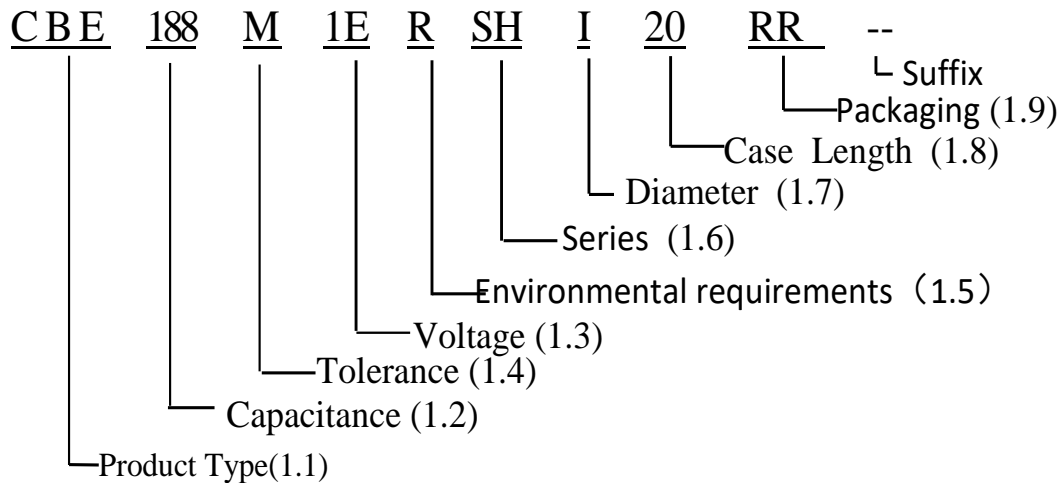 CBE 188 M 1E R SH I 20 RR --
Suffix
Packaging (1.9)
Case Length (1.8)
Diameter (1.7)
Series (1.6)
Environmental requirements（1.5）
Voltage (1.3)
Tolerance (1.4)
Capacitance (1.2)
Product Type(1.1)